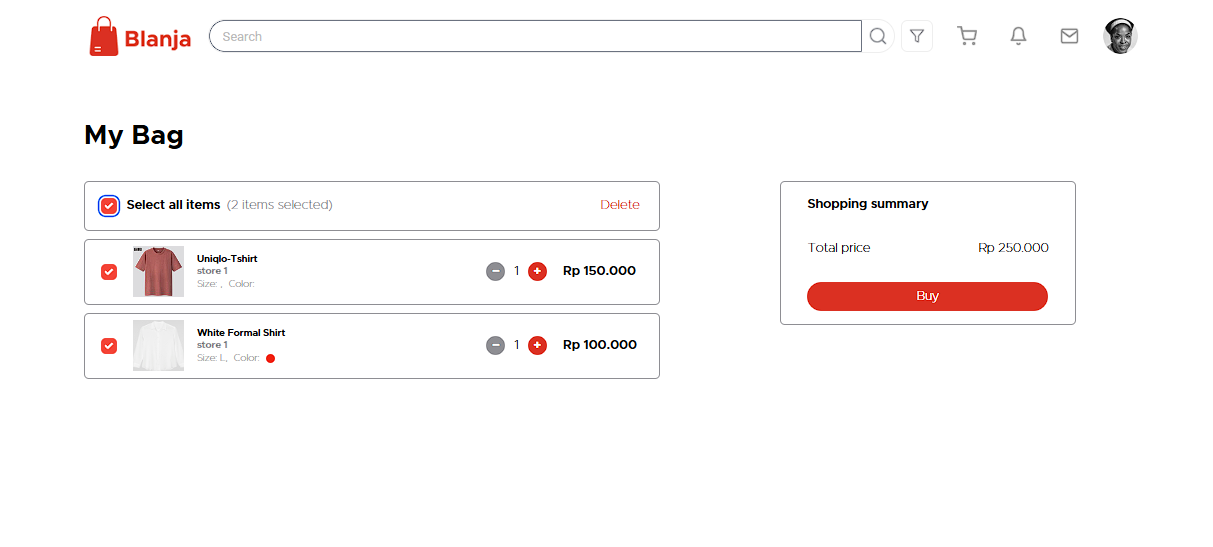 Blanja
Search
My Bag
Select all items (2 items selected)
Delete
Uniqlo-Tshirt
store 1
Size: , Color:
1
Rp 150.000
White Formal Shirt
store 1
Size: L, Color:
1
Rp 100.000
Shopping summary
Total price
Rp 250.000
Buy